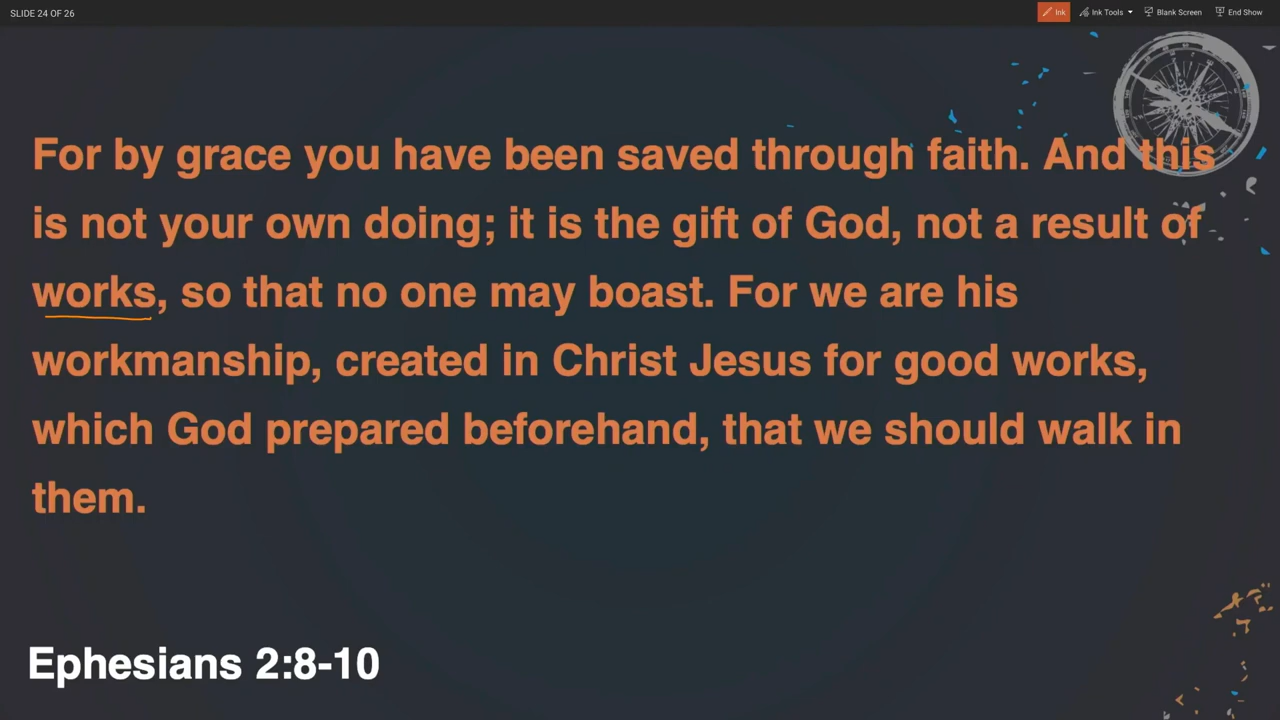 SLIDE 24 OF 26
Ink
Ink Tools
Blank Screen
End Show
For by grace you have been saved through faith. And this
is not your own doing; it is the gift of God, not a result of
works, so that no one may boast. For we are his
workmanship, created in Christ Jesus for good works,
which God prepared beforehand, that we should walk in
them.
Ephesians 2:8-10